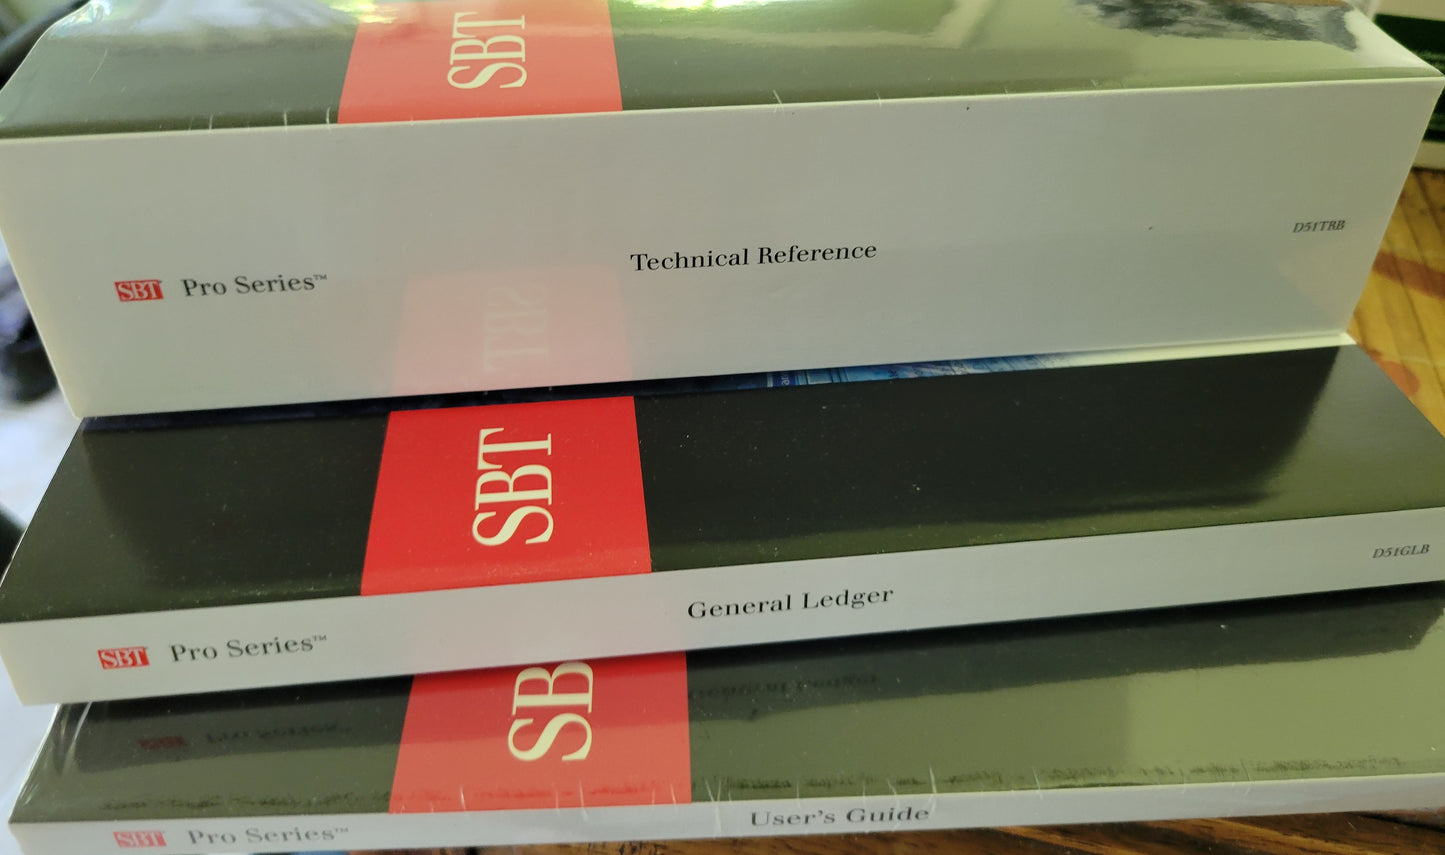 SBT
SBT Pro Series™
Technical Reference
D51TRB
SBT
SBT Pro Series™
General Ledger
D51GLB
SB
SBT Pro Series™
User's Guide